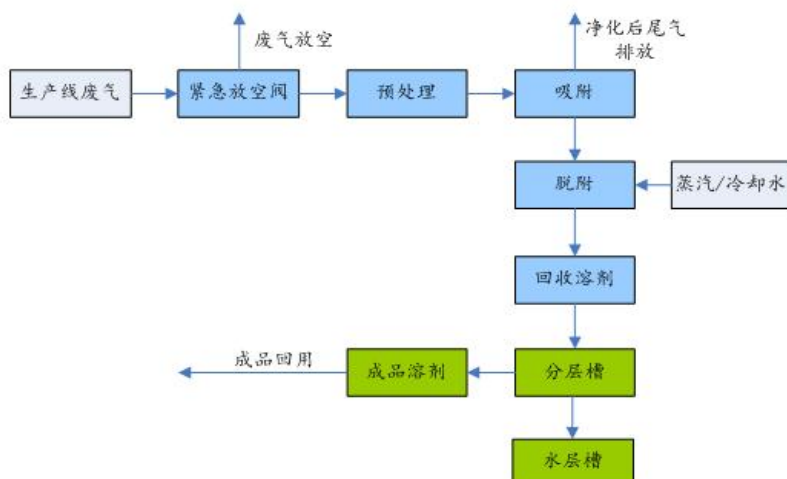 废气放空
净化后尾气
排放
生产线废气
紧急放空阀
预处理
吸附
脱附
蒸汽/冷却水
回收溶剂
成品回用
成品溶剂
分层槽
水层槽